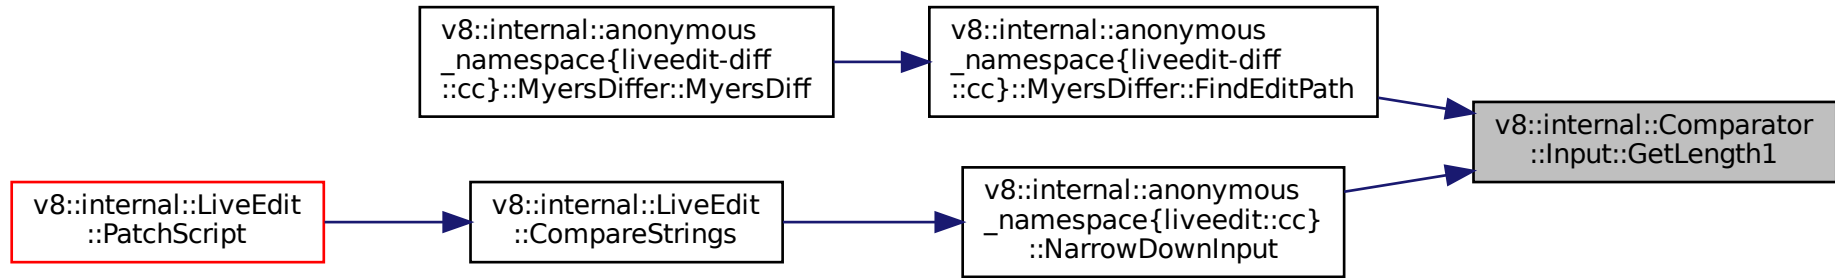 v8::internal::anonymous
_namespace{liveedit-diff
::cc}::MyersDiffer::MyersDiff
v8::internal::anonymous
_namespace{liveedit-diff
::cc}::MyersDiffer::FindEditPath
v8::internal::Comparator
::Input::GetLength1
v8::internal::LiveEdit
::PatchScript
v8::internal::LiveEdit
::CompareStrings
v8::internal::anonymous
_namespace{liveedit::cc}
::NarrowDownInput